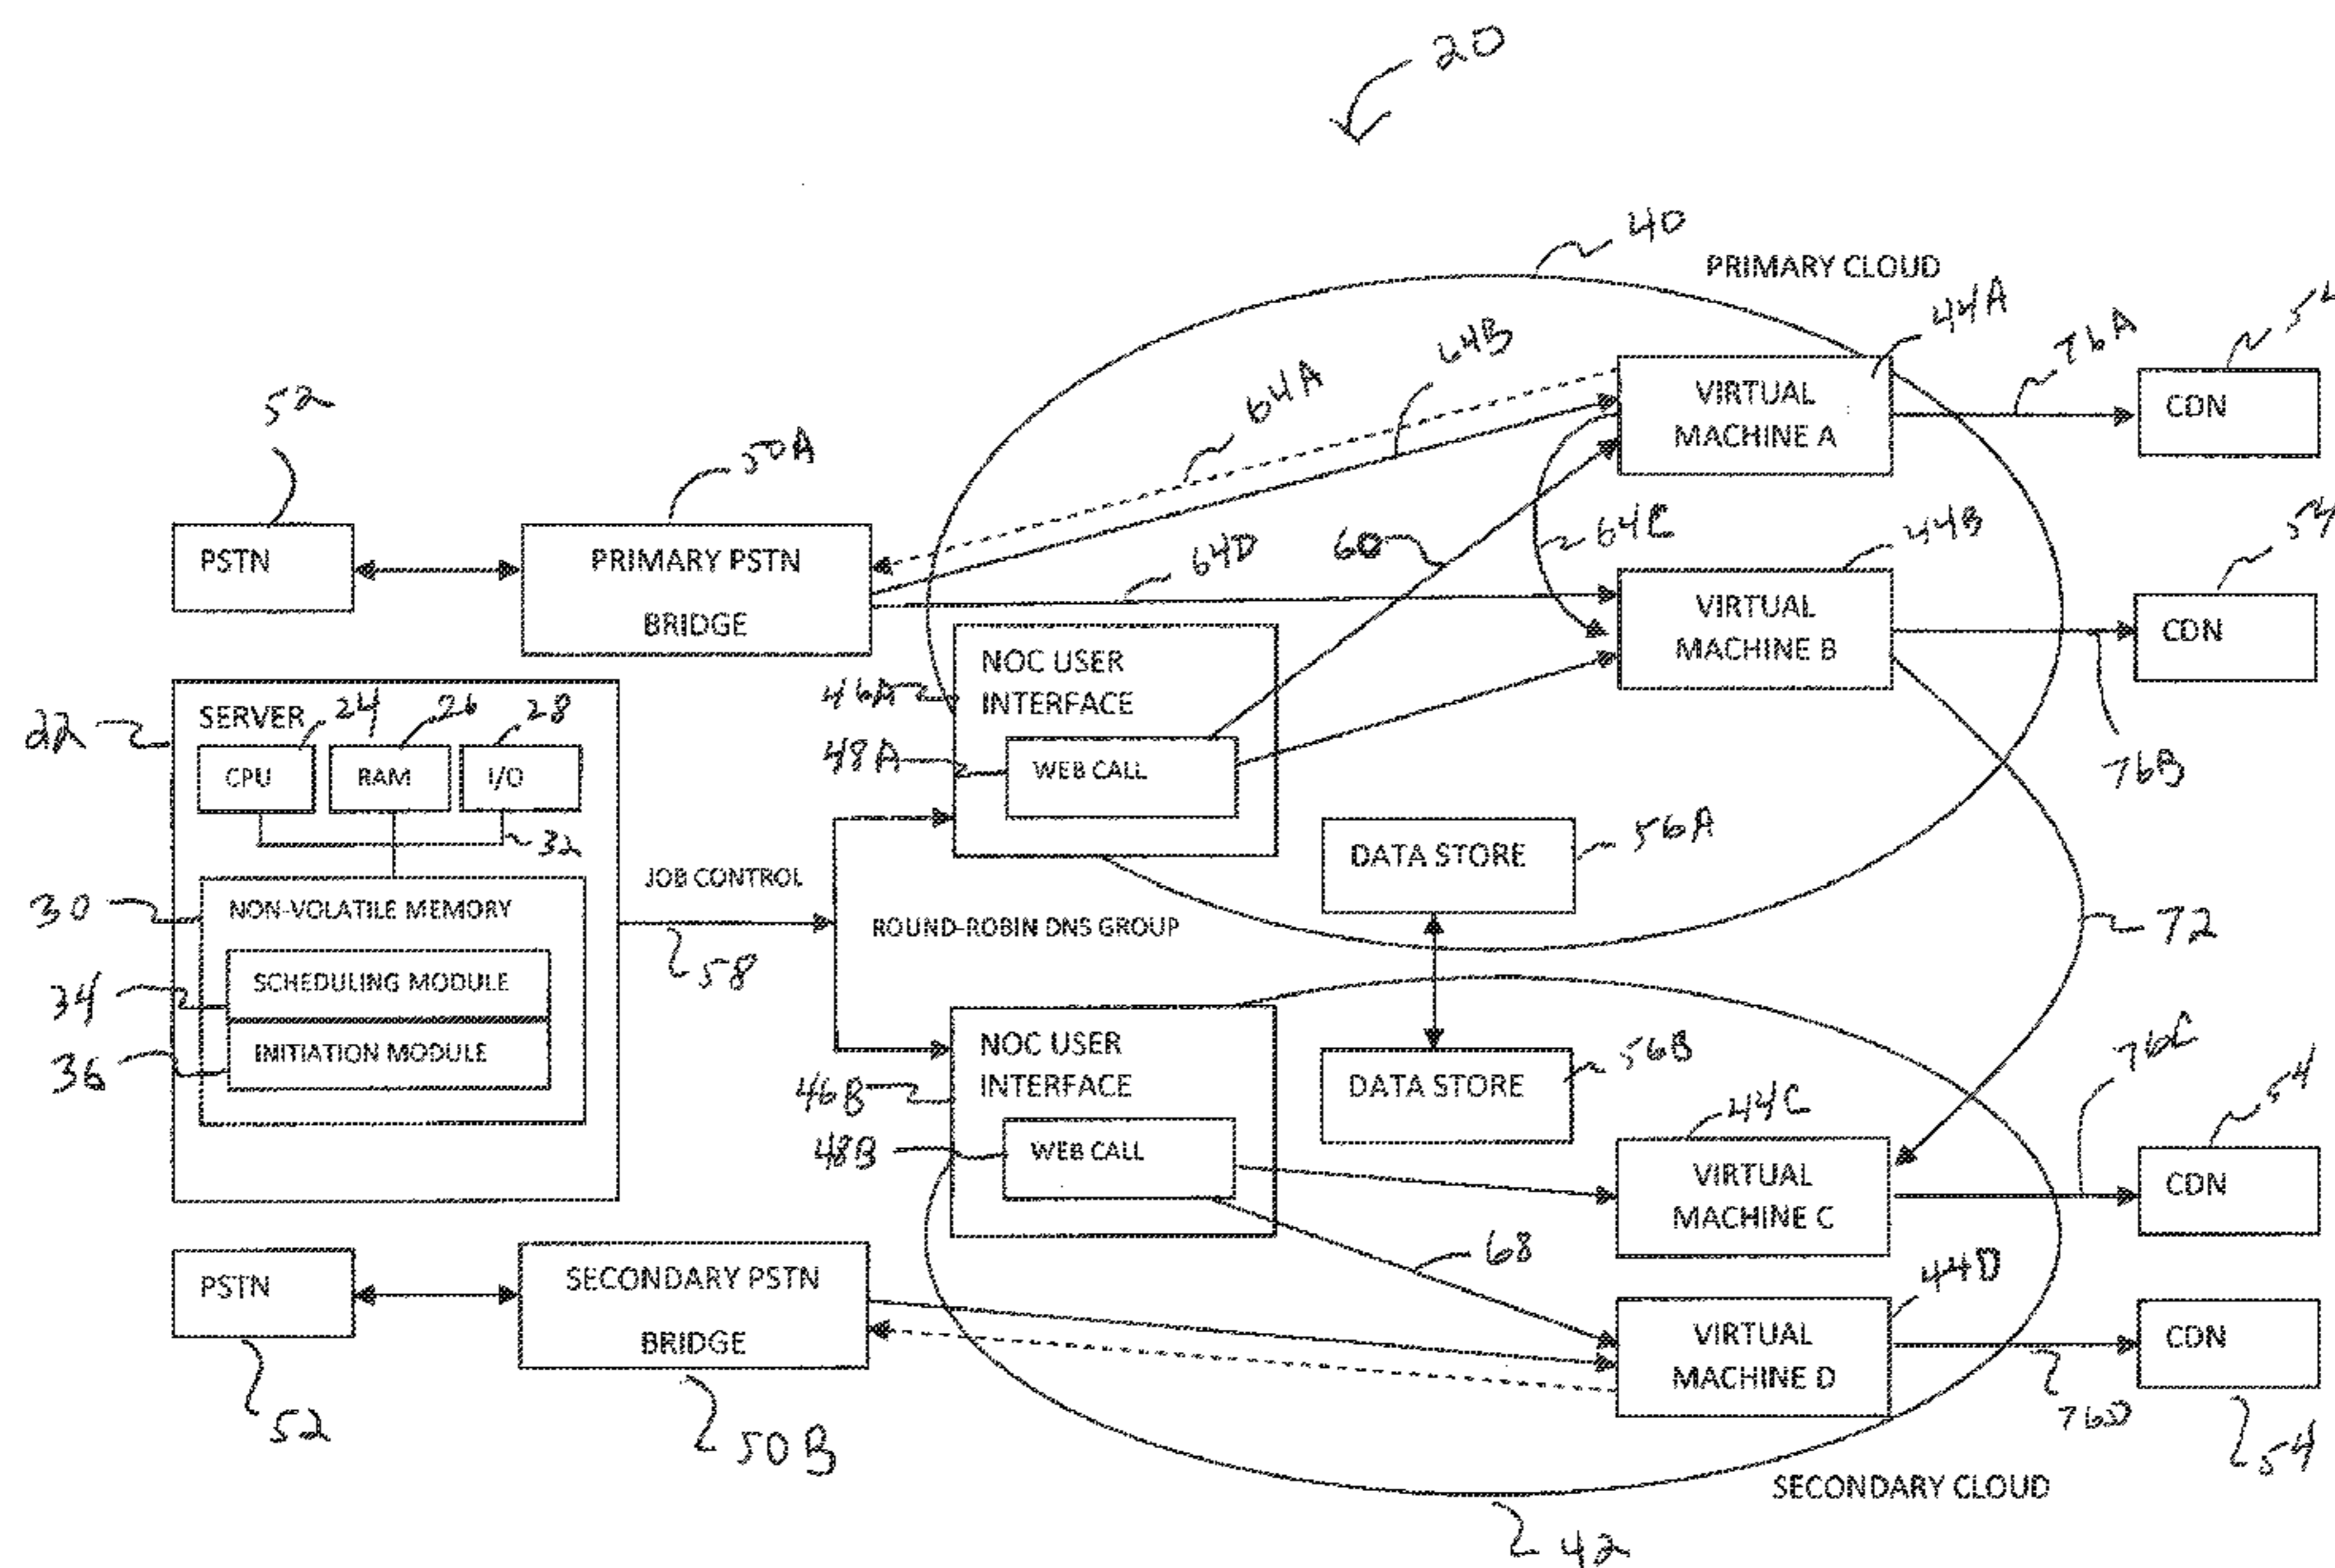 20
40
PRIMARY CLOUD
44A
76A
64B
64A
52
50A
VIRTUAL
MACHINE A
CDN
PSTN
PRIMARY PSTN
BRIDGE
64D
60
64C
44B
54
VIRTUAL
MACHINE B
CDN
76B
22
SERVER
24
26
28
CPU
RAM
I/O
32
46A
NOC USER
INTERFACE
48A
WEB CALL
DATA STORE
56A
30
NON-VOLATILE MEMORY
34
SCHEDULING MODULE
36
INITIATION MODULE
JOB CONTROL
58
ROUND-ROBIN DNS GROUP
72
46B
NOC USER
INTERFACE
48B
WEB CALL
DATA STORE
56B
44C
76C
54
VIRTUAL
MACHINE C
CDN
68
44D
PSTN
52
SECONDARY PSTN
BRIDGE
50B
VIRTUAL
MACHINE D
CDN
76D
54
SECONDARY CLOUD
42